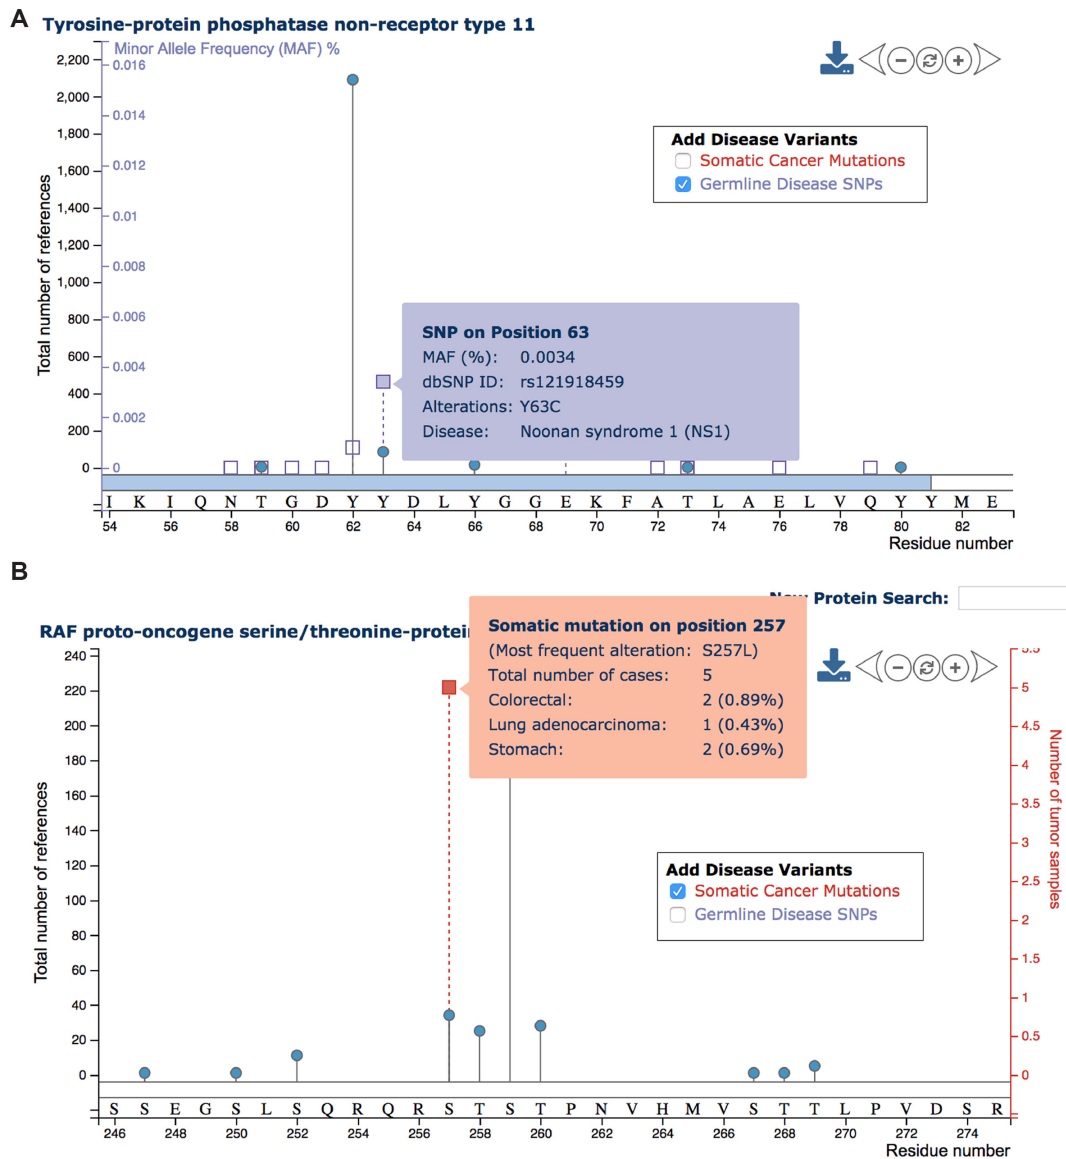 A
Tyrosine-protein phosphatase non-receptor type 11
Minor Allele Frequency (MAF) %
2,200
2,000
1,800
1,600
1,400
1,200
1,000
800
600
400
200
0
0.016
0.014
0.012
0.01
0.008
0.006
0.004
0.002
0
Total number of references
Add Disease Variants
Somatic Cancer Mutations
Germline Disease SNPs
SNP on Position 63
MAF (%): 0.0034
dbSNP ID: rs121918459
Alterations: Y63C
Disease: Noonan syndrome 1 (NS1)
I K I Q N T G D Y Y D L Y G G E K F A T L A E L V Q Y Y M E
54 56 58 60 62 64 66 68 70 72 74 76 78 80 82
Residue number
B
New Protein Search:
RAF proto-oncogene serine/threonine-protein
Somatic mutation on position 257
(Most frequent alteration: S257L)
Total number of cases: 5
Colorectal: 2 (0.89%)
Lung adenocarcinoma: 1 (0.43%)
Stomach: 2 (0.69%)
240
220
200
180
160
140
120
100
80
60
40
20
0
Total number of references
5.5
5
4.5
4
3.5
3
2.5
2
1.5
1
0.5
0
Number of tumor samples
Add Disease Variants
Somatic Cancer Mutations
Germline Disease SNPs
S S E G S L S Q R Q R S T S T P N V H M V S T T L P V D S R
246 248 250 252 254 256 258 260 262 264 266 268 270 272 274
Residue number